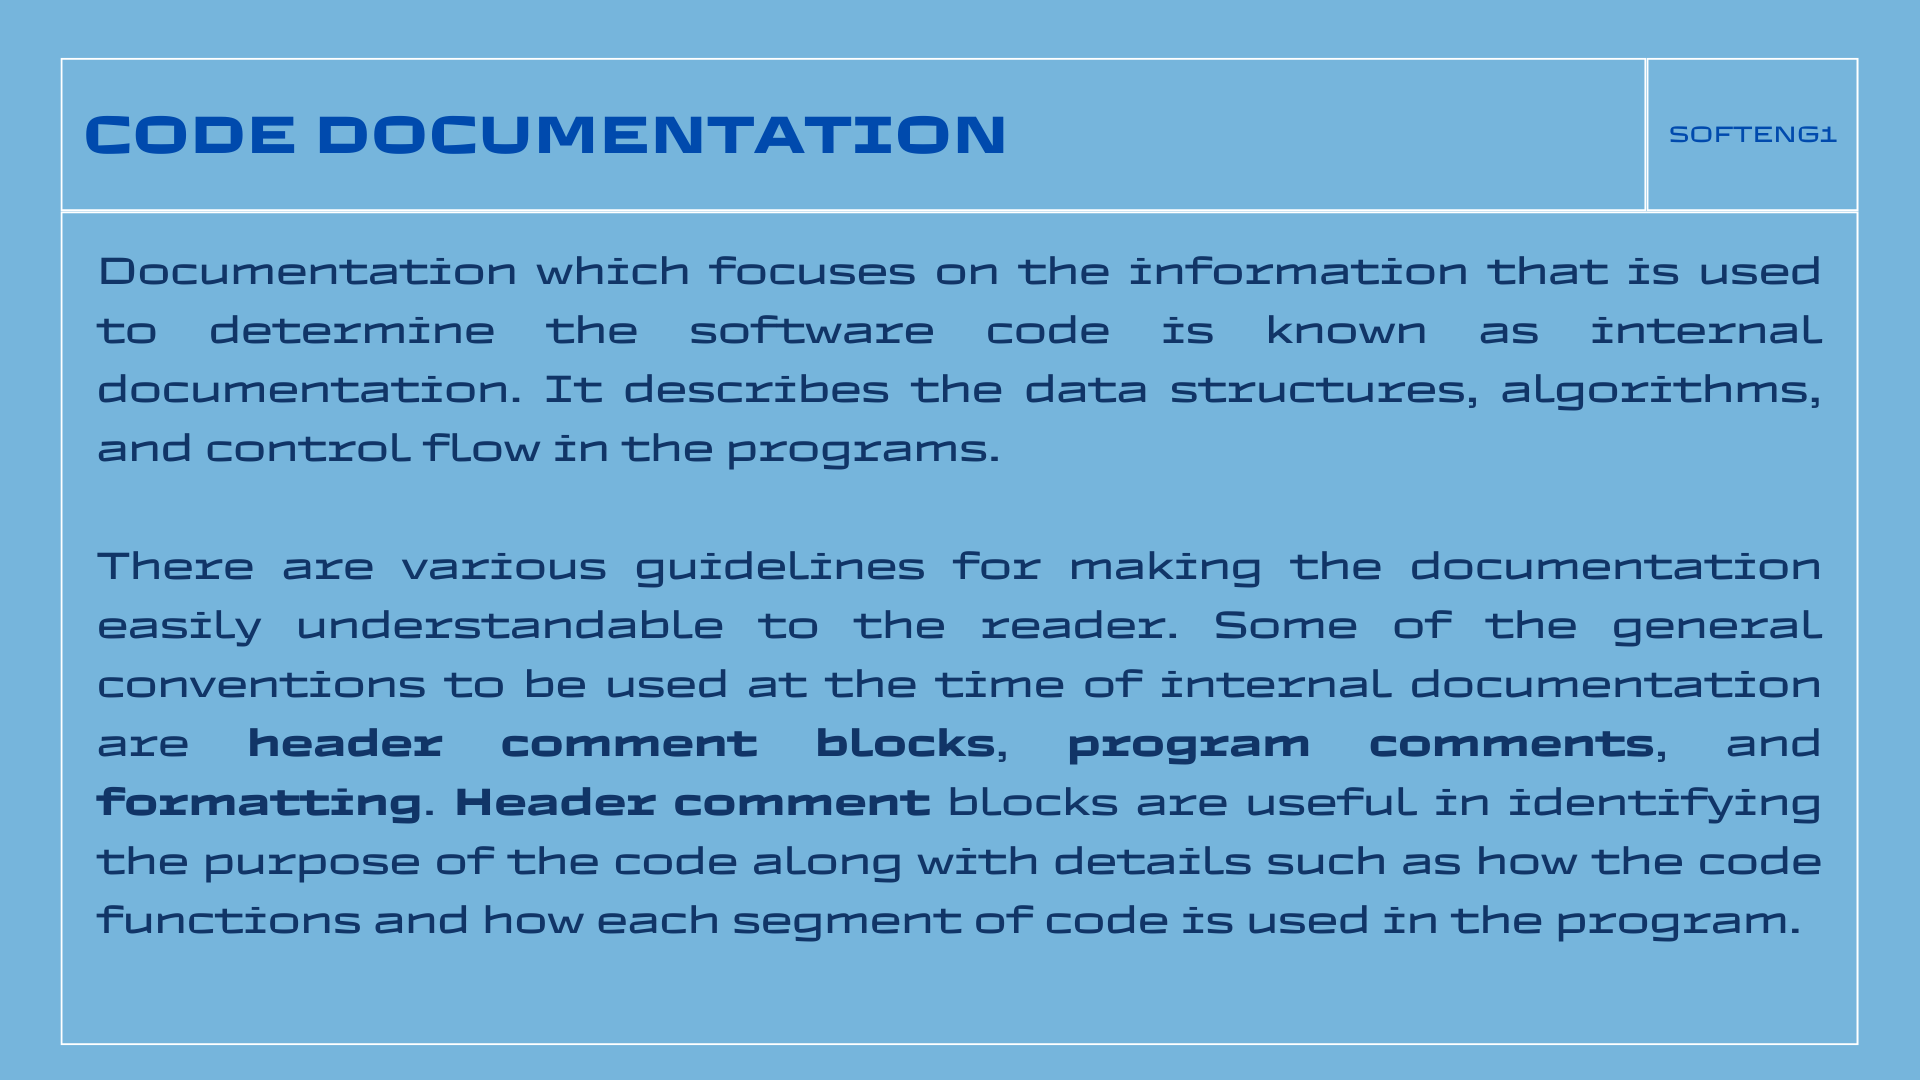 CODE DOCUMENTATION
SOFTENG1
Documentation which focuses on the information that is used
to determine the software code is known as internal
documentation. It describes the data structures, algorithms,
and control flow in the programs.
There are various guidelines for making the documentation
easily understandable to the reader. Some of the general
conventions to be used at the time of internal documentation
are header comment blocks, program comments, and
formatting. Header comment blocks are useful in identifying
the purpose of the code along with details such as how the code
functions and how each segment of code is used in the program.